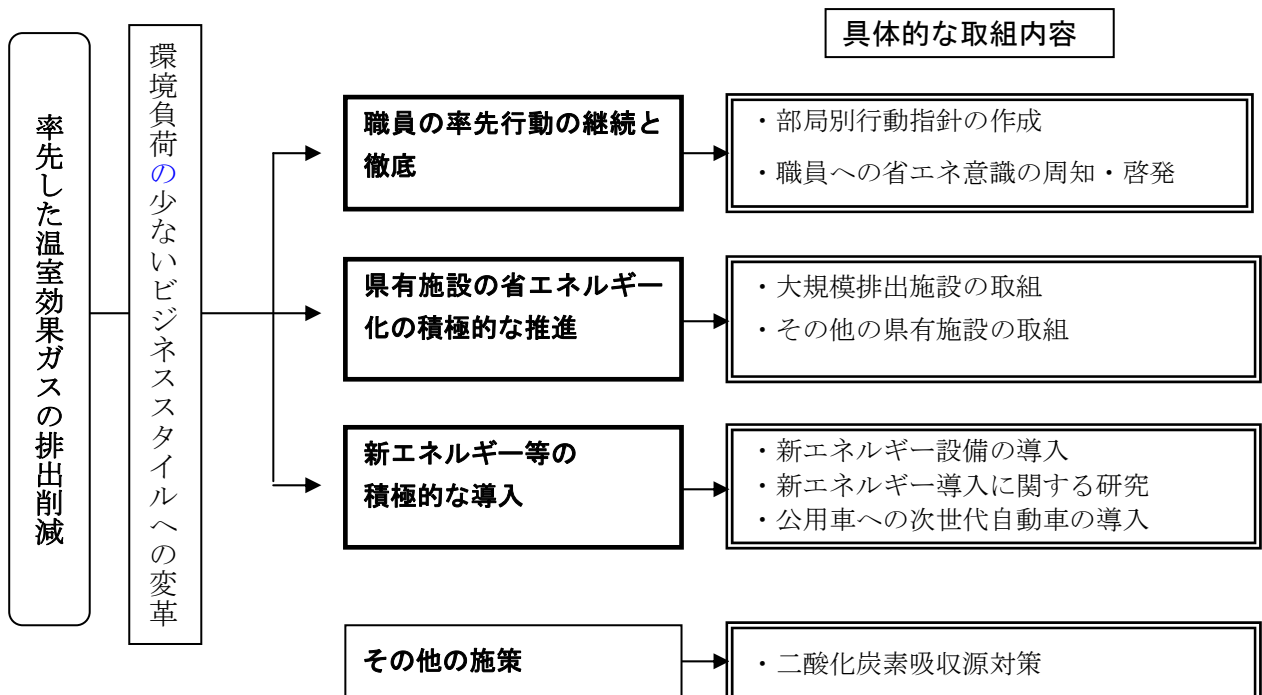 具体的な取組内容
率先した温室効果ガスの排出削減
環境負荷の少ないビジネススタイルへの変革
職員の率先行動の継続と
徹底
・部局別行動指針の作成
・職員への省エネ意識の周知・啓発
県有施設の省エネルギー
化の積極的な推進
・大規模排出施設の取組
・その他の県有施設の取組
新エネルギー等の
積極的な導入
・新エネルギー設備の導入
・新エネルギー導入に関する研究
・公用車への次世代自動車の導入
その他の施策
・二酸化炭素吸収源対策